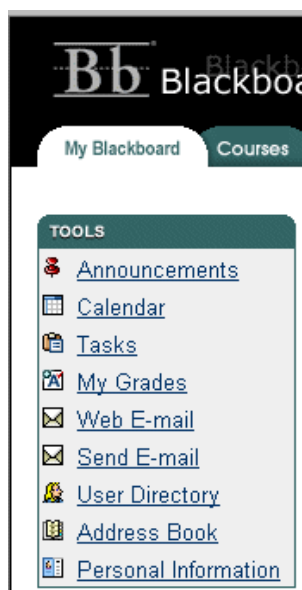 Bb Blackboa
My Blackboard Courses
TOOLS
Announcements
Calendar
Tasks
My Grades
Web E-mail
Send E-mail
User Directory
Address Book
Personal Information